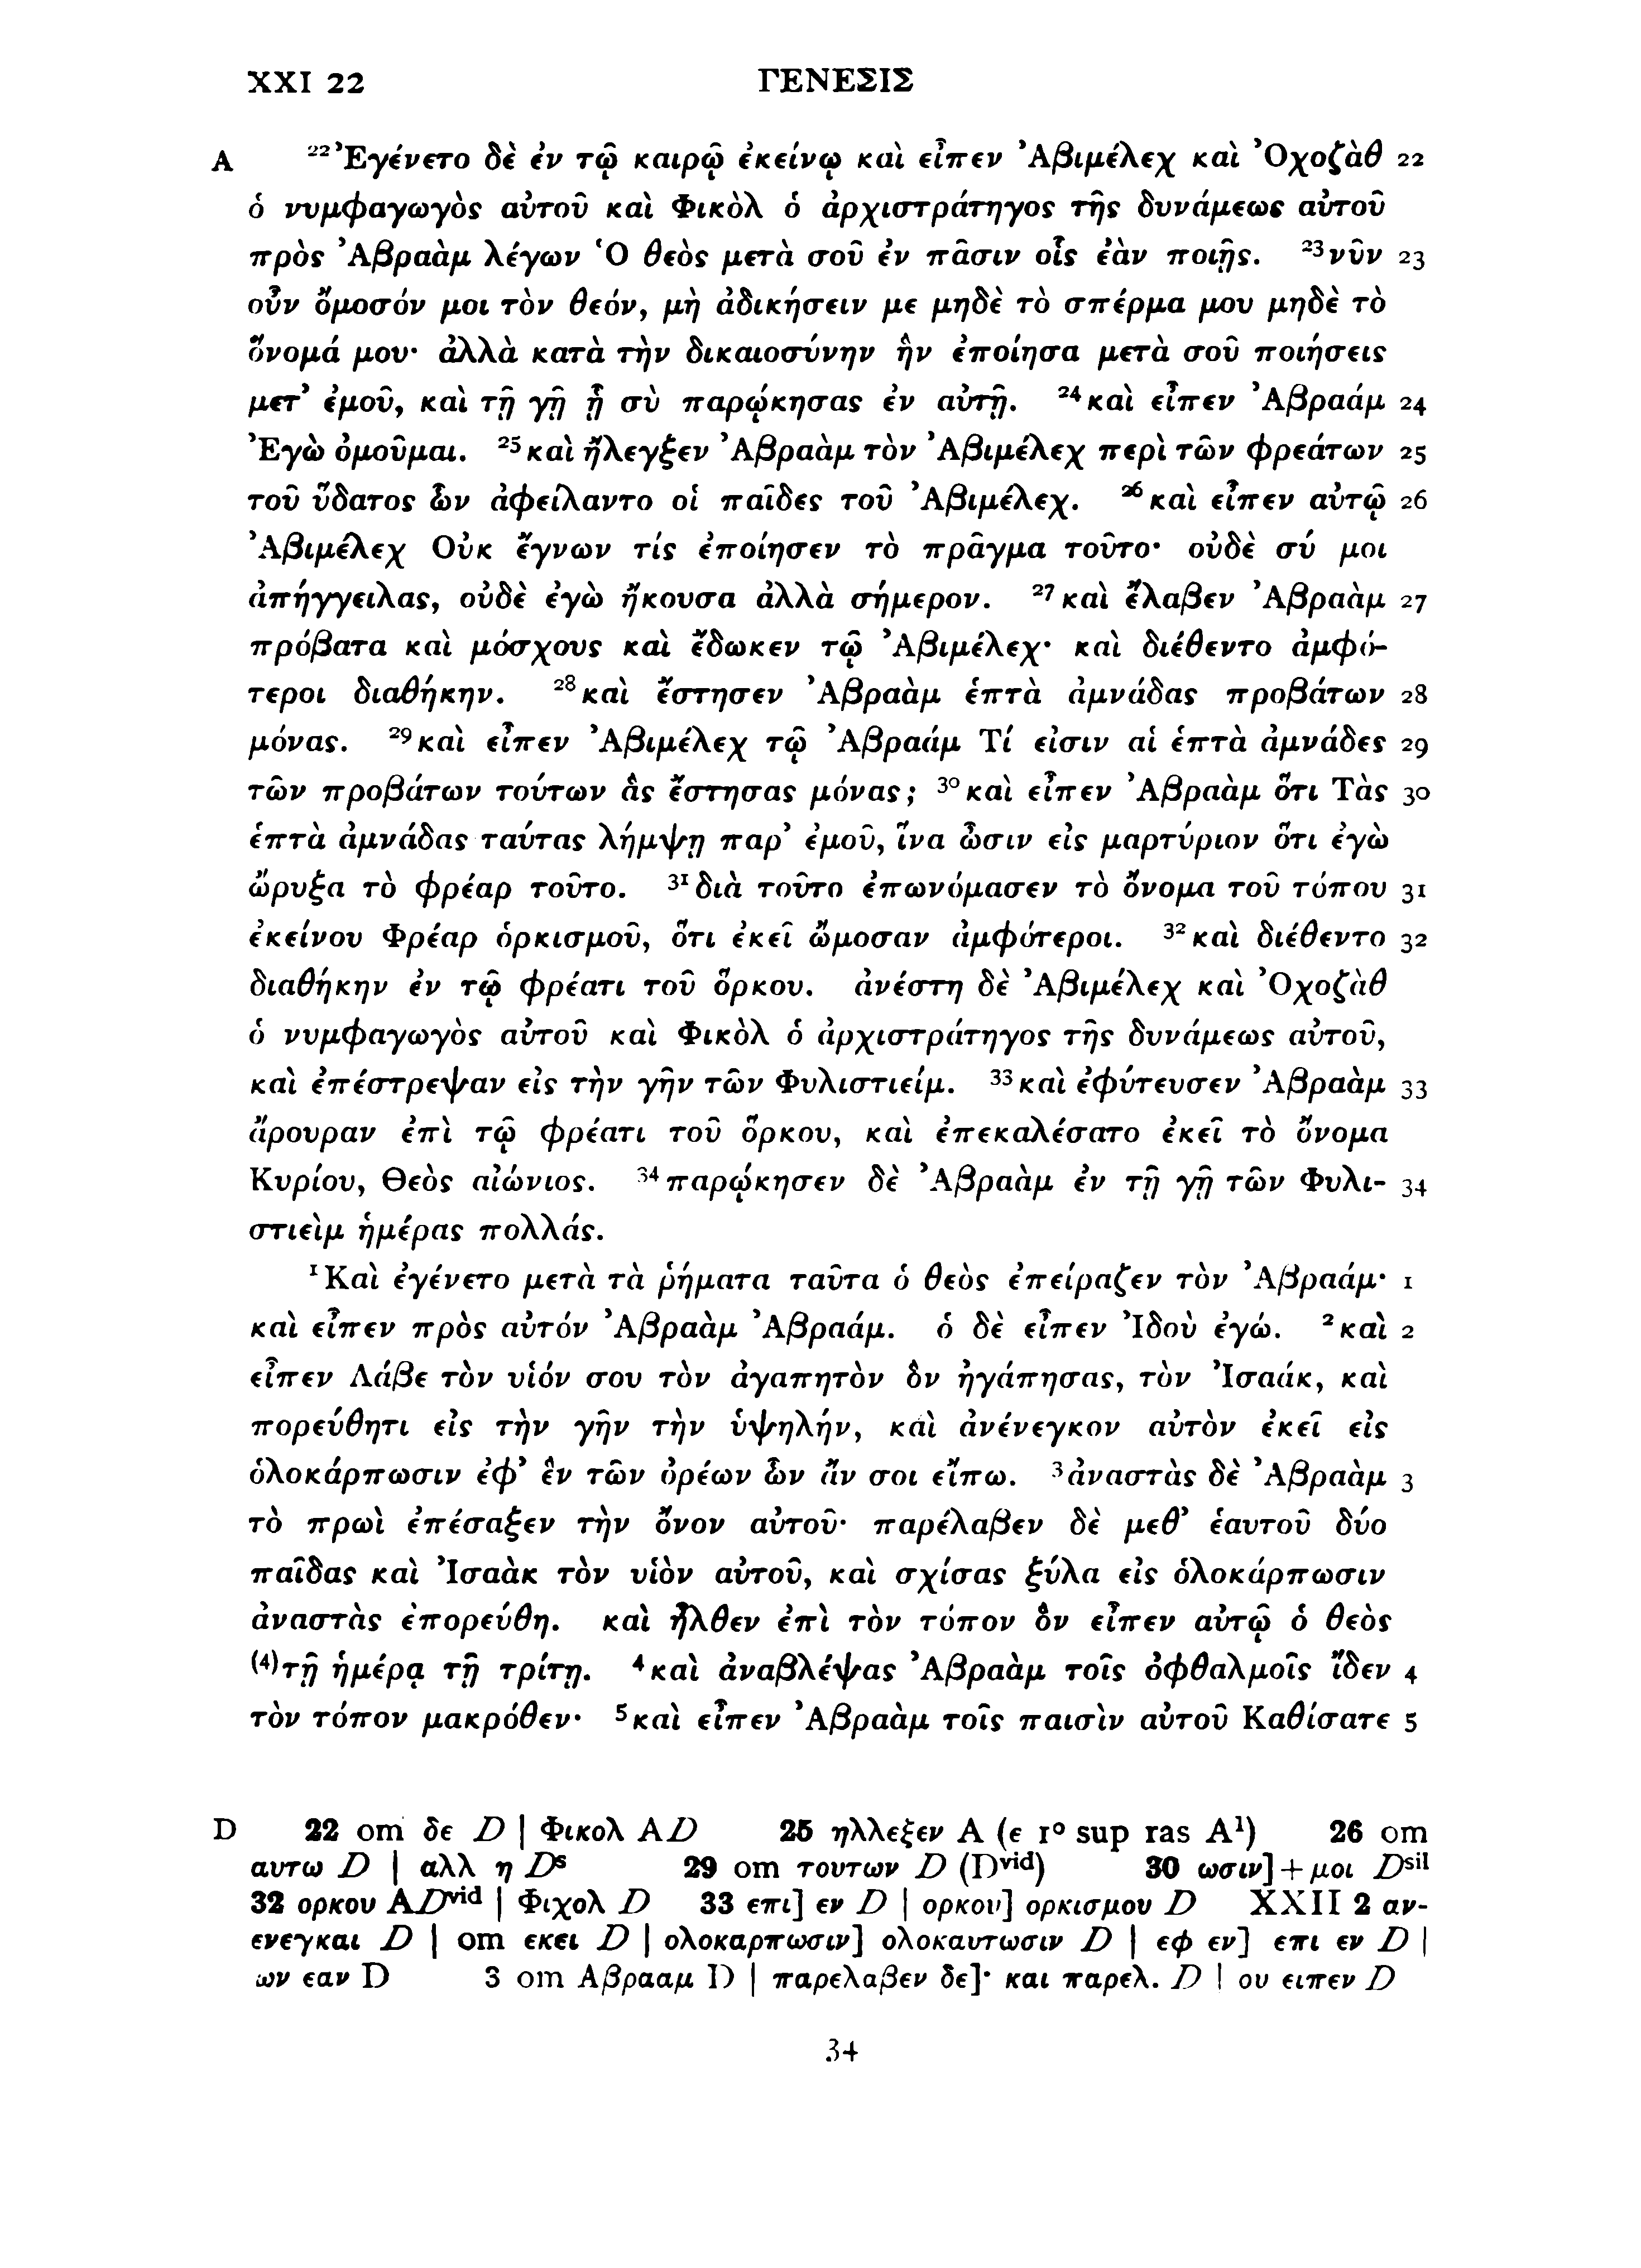 XXI 22 ΓΕΝΕΣΙΣ
A ²²Ἐγένετο δὲ ἐν τῷ καιρῷ ἐκείνῳ καὶ εἶπεν Ἀβιμέλεχ καὶ Ὀχοζὰθ 22
ὁ νυμφαγωγὸς αὐτοῦ καὶ Φικὸλ ὁ ἀρχιστράτηγος τῆς δυνάμεως αὐτοῦ
πρὸς Ἀβραὰμ λέγων Ὁ θεὸς μετὰ σοῦ ἐν πᾶσιν οἷς ἐὰν ποιῇς. ²³νῦν 23
οὖν ὄμοσόν μοι τὸν θεόν, μὴ ἀδικήσειν με μηδὲ τὸ σπέρμα μου μηδὲ τὸ
ὄνομά μου· ἀλλὰ κατὰ τὴν δικαιοσύνην ἣν ἐποίησα μετὰ σοῦ ποιήσεις
μετ’ ἐμοῦ, καὶ τῇ γῇ ᾗ σὺ παρῴκησας ἐν αὐτῇ. ²⁴καὶ εἶπεν Ἀβραάμ 24
Ἐγὼ ὀμοῦμαι. ²⁵καὶ ἤλεγξεν Ἀβραὰμ τὸν Ἀβιμέλεχ περὶ τῶν φρεάτων 25
τοῦ ὕδατος ὧν ἀφείλαντο οἱ παῖδες τοῦ Ἀβιμέλεχ. ²⁶καὶ εἶπεν αὐτῷ 26
Ἀβιμέλεχ Οὐκ ἔγνων τίς ἐποίησεν τὸ πρᾶγμα τοῦτο· οὐδὲ σύ μοι
ἀπήγγειλας, οὐδὲ ἐγὼ ἤκουσα ἀλλὰ σήμερον. ²⁷καὶ ἔλαβεν Ἀβραὰμ 27
πρόβατα καὶ μόσχους καὶ ἔδωκεν τῷ Ἀβιμέλεχ· καὶ διέθεντο ἀμφό-
τεροι διαθήκην. ²⁸καὶ ἔστησεν Ἀβραὰμ ἑπτὰ ἀμνάδας προβάτων 28
μόνας. ²⁹καὶ εἶπεν Ἀβιμέλεχ τῷ Ἀβραάμ Τί εἰσιν αἱ ἑπτὰ ἀμνάδες 29
τῶν προβάτων τούτων ἃς ἔστησας μόνας; ³⁰καὶ εἶπεν Ἀβραὰμ ὅτι Τὰς 30
ἑπτὰ ἀμνάδας ταύτας λήμψῃ παρ’ ἐμοῦ, ἵνα ὦσιν εἰς μαρτύριον ὅτι ἐγὼ
ὤρυξα τὸ φρέαρ τοῦτο. ³¹διὰ τοῦτο ἐπωνόμασεν τὸ ὄνομα τοῦ τόπου 31
ἐκείνου Φρέαρ ὁρκισμοῦ, ὅτι ἐκεῖ ὤμοσαν ἀμφότεροι. ³²καὶ διέθεντο 32
διαθήκην ἐν τῷ φρέατι τοῦ ὅρκου. ἀνέστη δὲ Ἀβιμέλεχ καὶ Ὀχοζὰθ
ὁ νυμφαγωγὸς αὐτοῦ καὶ Φικὸλ ὁ ἀρχιστράτηγος τῆς δυνάμεως αὐτοῦ,
καὶ ἐπέστρεψαν εἰς τὴν γῆν τῶν Φυλιστιείμ. ³³καὶ ἐφύτευσεν Ἀβραὰμ 33
ἄρουραν ἐπὶ τῷ φρέατι τοῦ ὅρκου, καὶ ἐπεκαλέσατο ἐκεῖ τὸ ὄνομα
Κυρίου, Θεὸς αἰώνιος. ³⁴παρῴκησεν δὲ Ἀβραὰμ ἐν τῇ γῇ τῶν Φυλι- 34
στιεὶμ ἡμέρας πολλάς.
¹Καὶ ἐγένετο μετὰ τὰ ῥήματα ταῦτα ὁ θεὸς ἐπείραζεν τὸν Ἀβραάμ· 1
καὶ εἶπεν πρὸς αὐτόν Ἀβραὰμ Ἀβραάμ. ὁ δὲ εἶπεν Ἰδοὺ ἐγώ. ²καὶ 2
εἶπεν Λάβε τὸν υἱόν σου τὸν ἀγαπητὸν ὃν ἠγάπησας, τὸν Ἰσαάκ, καὶ
πορεύθητι εἰς τὴν γῆν τὴν ὑψηλήν, καὶ ἀνένεγκον αὐτὸν ἐκεῖ εἰς
ὁλοκάρπωσιν ἐφ’ ἓν τῶν ὀρέων ὧν ἄν σοι εἴπω. ³ἀναστὰς δὲ Ἀβραὰμ 3
τὸ πρωὶ ἐπέσαξεν τὴν ὄνον αὐτοῦ· παρέλαβεν δὲ μεθ’ ἑαυτοῦ δύο
παῖδας καὶ Ἰσαὰκ τὸν υἱὸν αὐτοῦ, καὶ σχίσας ξύλα εἰς ὁλοκάρπωσιν
ἀναστὰς ἐπορεύθη. καὶ ἦλθεν ἐπὶ τὸν τόπον ὃν εἶπεν αὐτῷ ὁ θεὸς
⁽⁴⁾τῇ ἡμέρᾳ τῇ τρίτῃ. ⁴καὶ ἀναβλέψας Ἀβραὰμ τοῖς ὀφθαλμοῖς ἴδεν 4
τὸν τόπον μακρόθεν· ⁵καὶ εἶπεν Ἀβραὰμ τοῖς παισὶν αὐτοῦ Καθίσατε 5
D 22 om δε D | Φικολ AD 25 ηλλεξεν A (ε 1° sup ras A¹) 26 om
αυτω D | αλλ η Dˢ 29 om τουτων D (Dᵛⁱᵈ) 30 ωσιν]+μοι Dˢⁱˡ
32 ορκου ADᵛⁱᵈ | Φιχολ D 33 επι] εν D | ορκου] ορκισμου D XXII 2 αν-
ενεγκαι D | om εκει D | ολοκαρπωσιν] ολοκαυτωσιν D | εφ εν] επι εν D |
ων εαν D 3 om Αβρααμ D | παρελαβεν δε]· και παρελ. D | ου ειπεν D
34